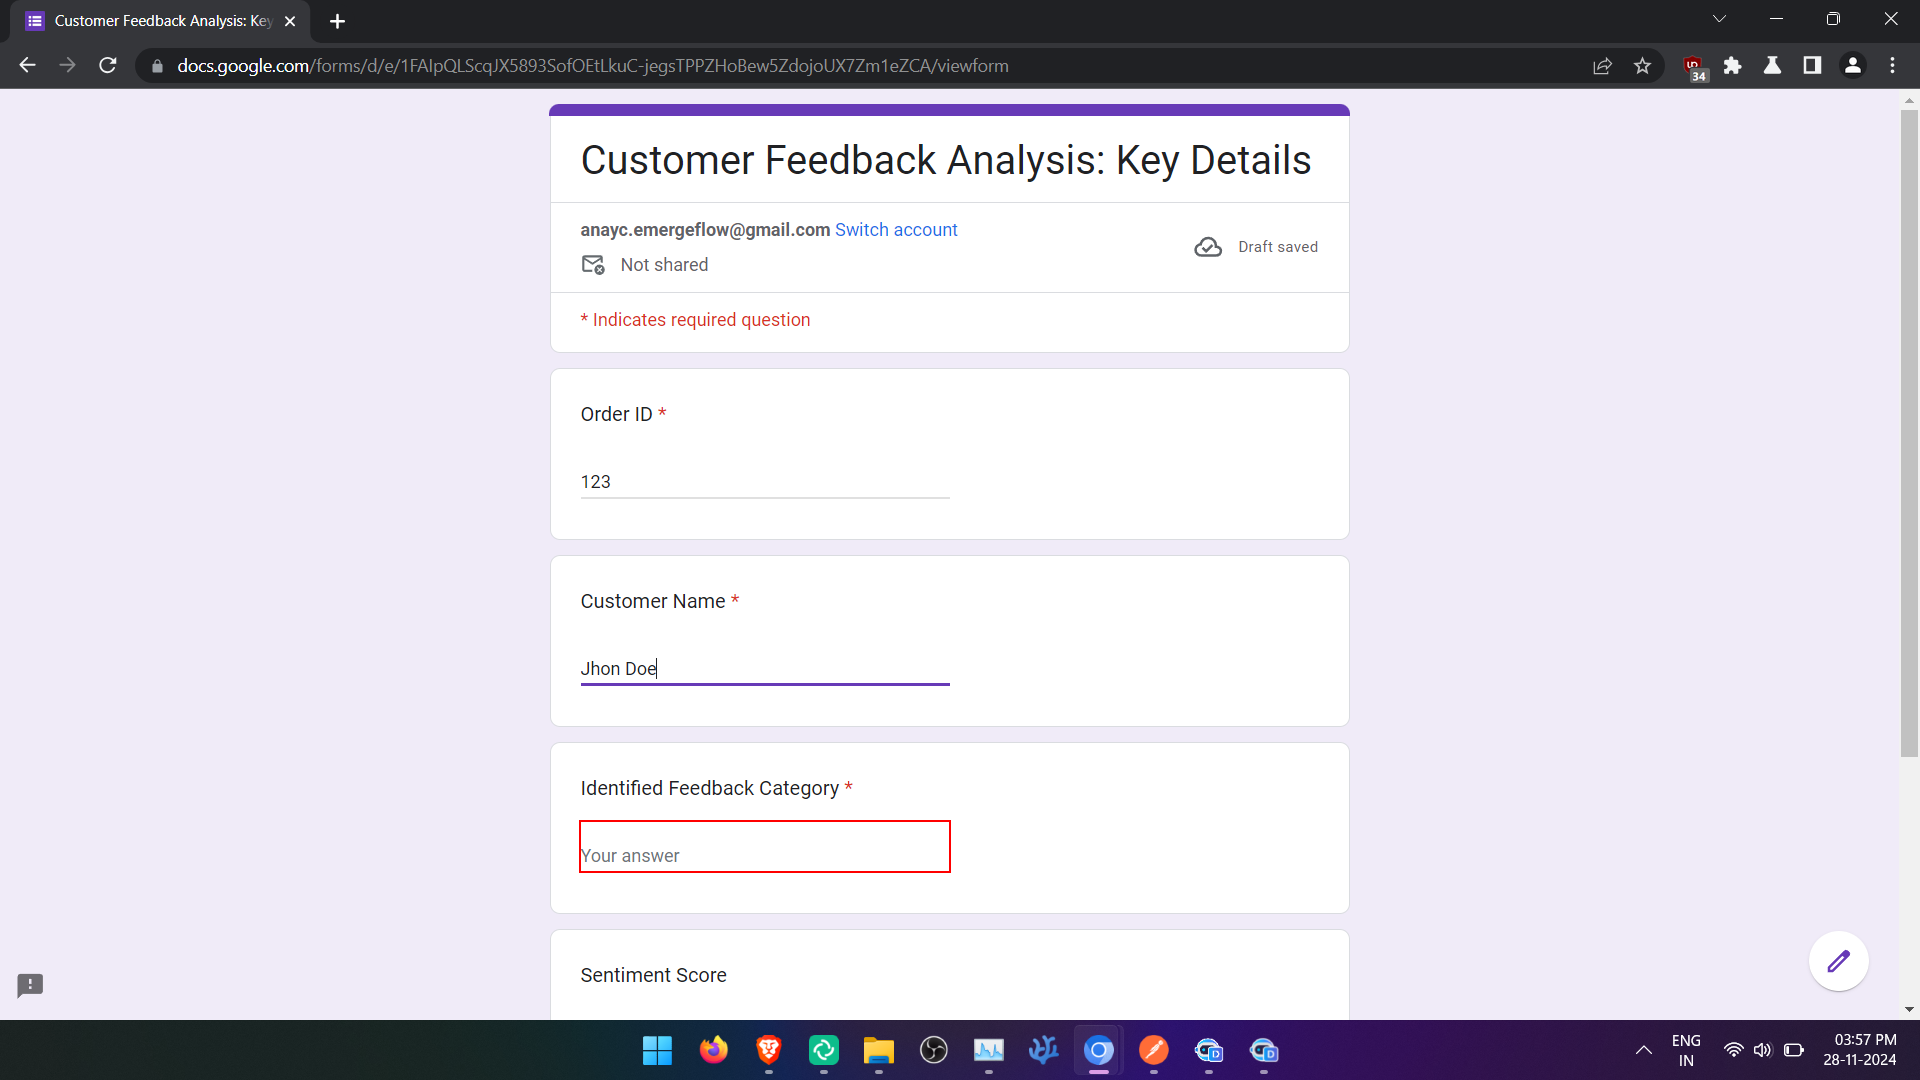 Customer Feedback Analysis: Key
docs.google.com/forms/d/e/1FAIpQLScqJX5893SofOEtLkuC-jegsTPPZHoBew5ZdojoUX7Zm1eZCA/viewform
34
Customer Feedback Analysis: Key Details
anayc.emergeflow@gmail.com Switch account
Not shared
Draft saved
* Indicates required question
Order ID *
123
Customer Name *
Jhon Doe
Identified Feedback Category *
Your answer
Sentiment Score
ENG
IN
03:57 PM
28-11-2024